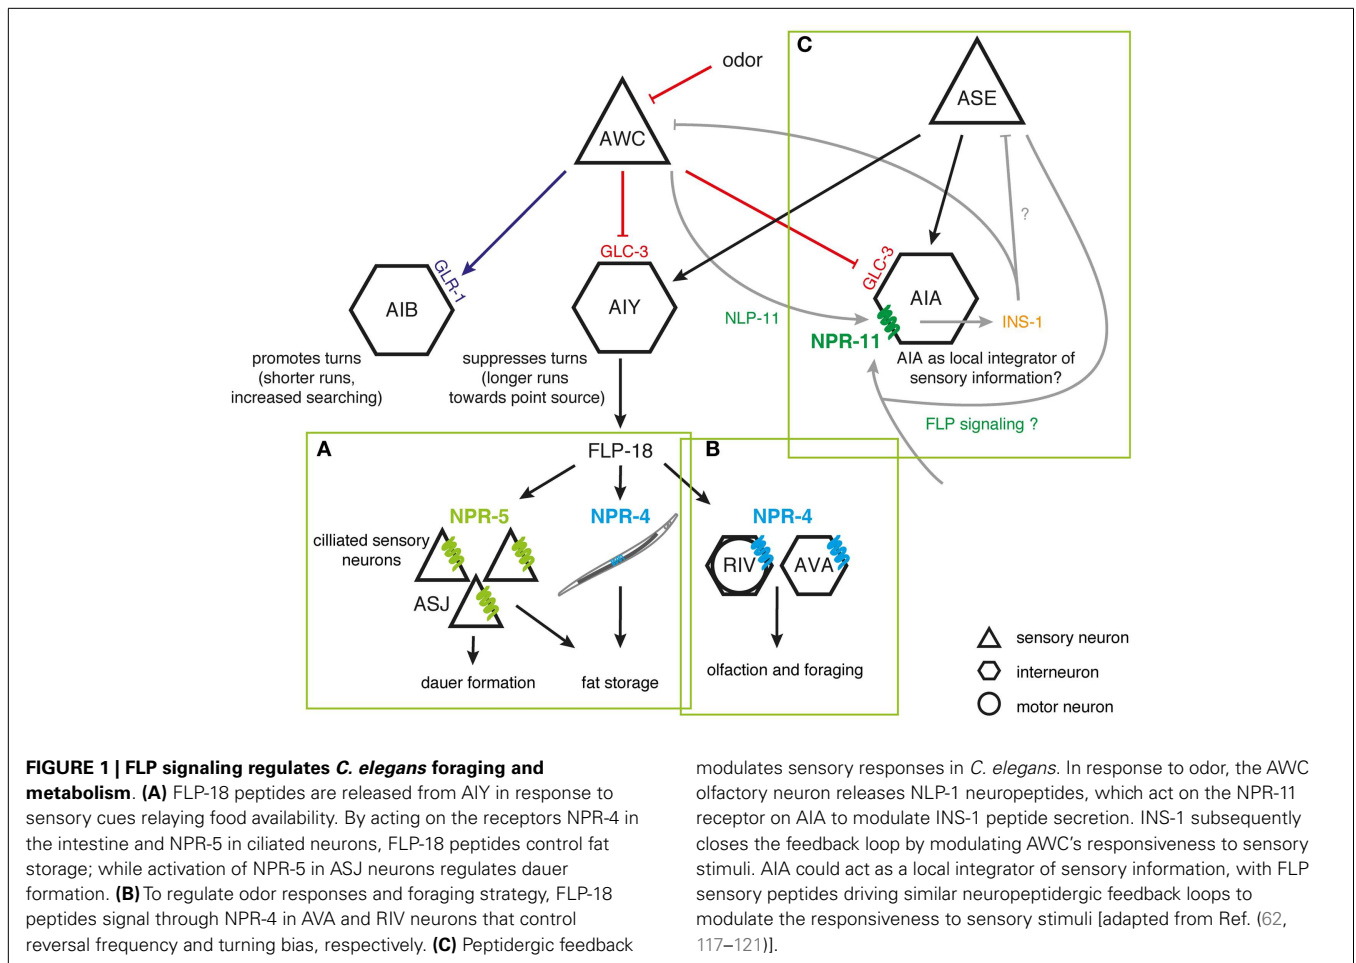 C
odor
ASE
AWC
?
GLC-3
GLC-3
GLR-1
AIB
AIY
AIA
NLP-11
INS-1
NPR-11
promotes turns
(shorter runs,
increased searching)
suppresses turns
(longer runs
towards point source)
AIA as local integrator of
sensory information?
FLP signaling ?
A
FLP-18
B
NPR-5
NPR-4
NPR-4
cilliated sensory
neurons
RIV
AVA
ASJ
sensory neuron
interneuron
motor neuron
dauer formation
fat storage
olfaction and foraging
FIGURE 1 | FLP signaling regulates C. elegans foraging and
metabolism. (A) FLP-18 peptides are released from AIY in response to
sensory cues relaying food availability. By acting on the receptors NPR-4 in
the intestine and NPR-5 in ciliated neurons, FLP-18 peptides control fat
storage; while activation of NPR-5 in ASJ neurons regulates dauer
formation. (B) To regulate odor responses and foraging strategy, FLP-18
peptides signal through NPR-4 in AVA and RIV neurons that control
reversal frequency and turning bias, respectively. (C) Peptidergic feedback
modulates sensory responses in C. elegans. In response to odor, the AWC
olfactory neuron releases NLP-1 neuropeptides, which act on the NPR-11
receptor on AIA to modulate INS-1 peptide secretion. INS-1 subsequently
closes the feedback loop by modulating AWC's responsiveness to sensory
stimuli. AIA could act as a local integrator of sensory information, with FLP
sensory peptides driving similar neuropeptidergic feedback loops to
modulate the responsiveness to sensory stimuli [adapted from Ref. (62,
117–121)].